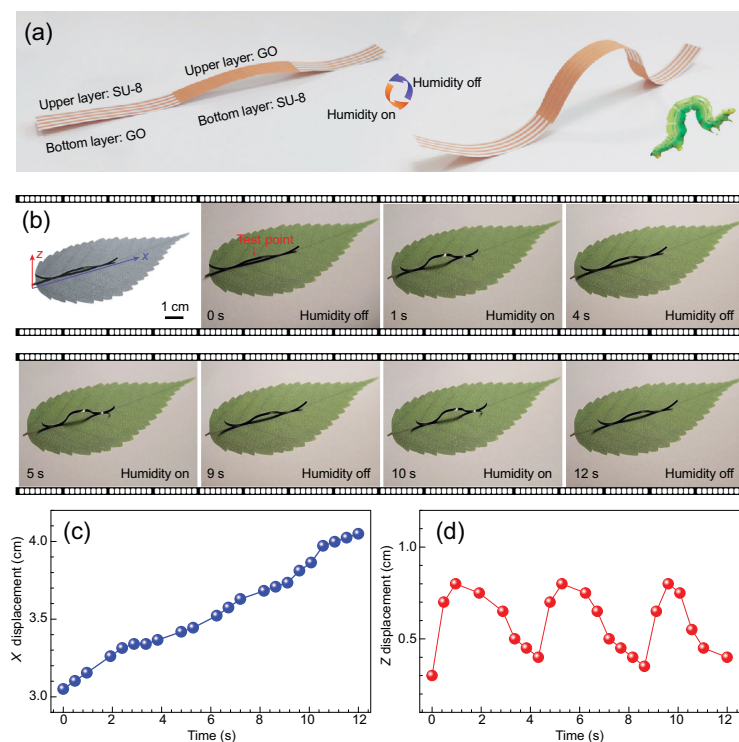 (a)
Upper layer: GO
Upper layer: SU-8
Humidity off
Humidity on
Bottom layer: SU-8
Bottom layer: GO
(b)
Test point
z
x
1 cm
0 s Humidity off
1 s Humidity on
4 s Humidity off
5 s Humidity on
9 s Humidity off
10 s Humidity on
12 s Humidity off
(c)
4.0
3.5
3.0
X displacement (cm)
0 2 4 6 8 10 12
Time (s)
(d)
1.0
0.5
Z displacement (cm)
0 2 4 6 8 10 12
Time (s)